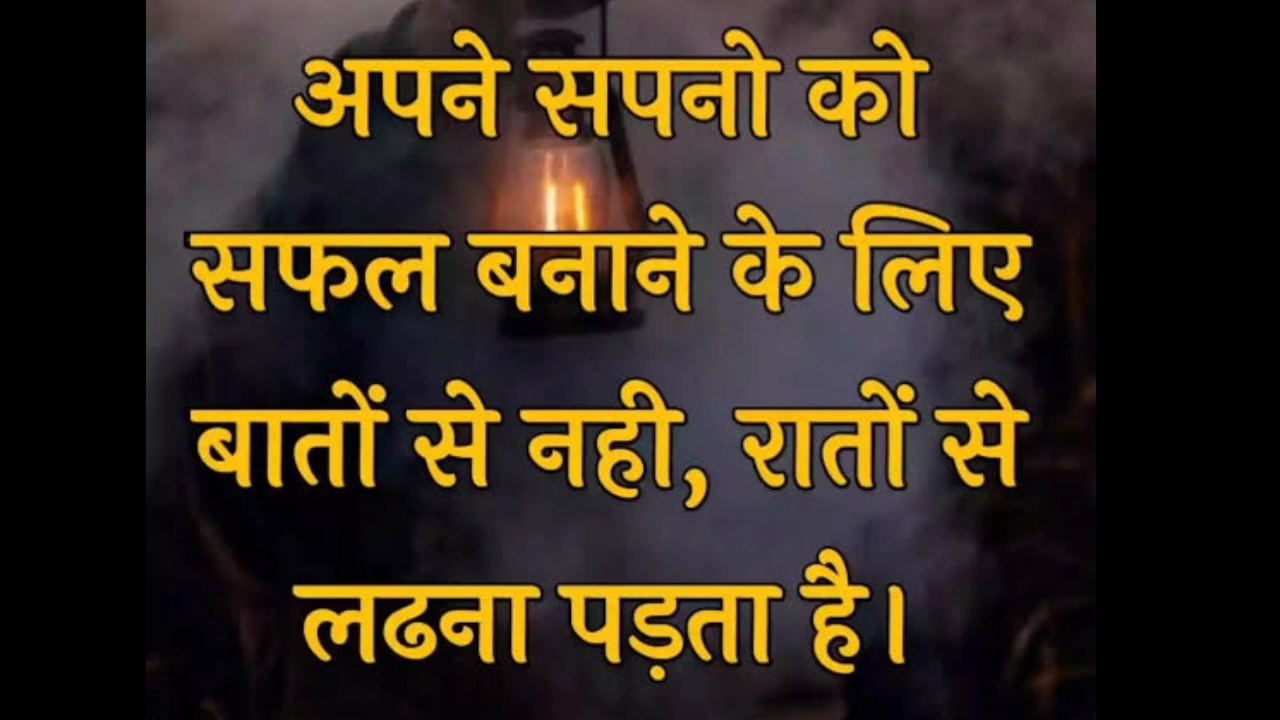 अपने सपनो को
सफल बनाने के लिए
बातों से नही, रातों से
लढना पड़ता है।